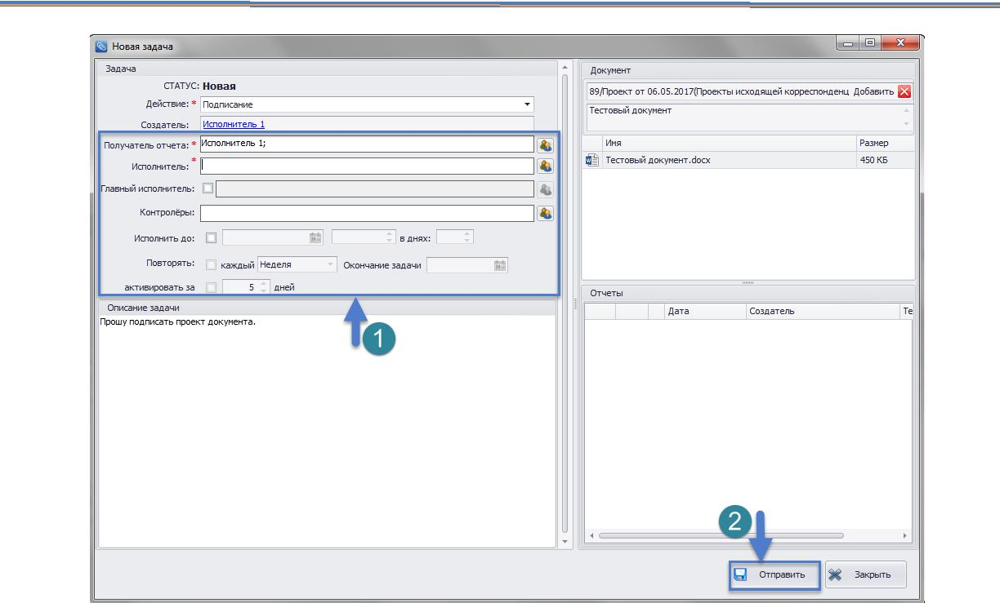 Новая задача
Задача
СТАТУС: Новая
Действие: * Подписание
Создатель: Исполнитель 1
Получатель отчета: * Исполнитель 1;
Исполнитель: *
Главный исполнитель:
Контролёры:
Исполнить до: в днях:
Повторять: каждый Неделя Окончание задачи
активировать за 5 дней
1
Описание задачи
Прошу подписать проект документа.
Документ
89/Проект от 06.05.2017(Проекты исходящей корреспонденц Добавить
Тестовый документ
Имя Размер
Тестовый документ.docx 450 КБ
Отчеты
Дата Создатель Те
2
Отправить Закрыть